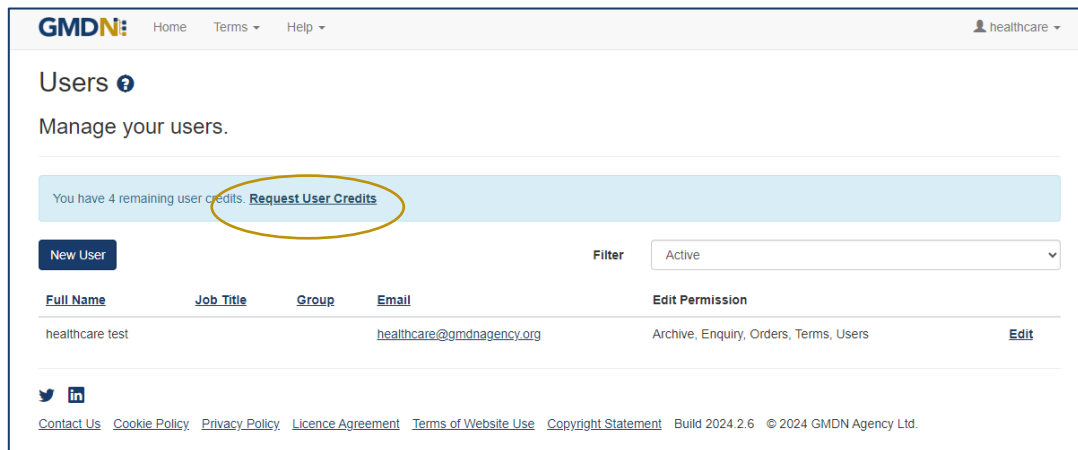 GMDN Home Terms Help healthcare
Users ?
Manage your users.
You have 4 remaining user credits. Request User Credits
New User Filter Active
Full Name Job Title Group Email Edit Permission
healthcare test healthcare@gmdnagency.org Archive, Enquiry, Orders, Terms, Users Edit
in
Contact Us Cookie Policy Privacy Policy Licence Agreement Terms of Website Use Copyright Statement Build 2024.2.6 © 2024 GMDN Agency Ltd.